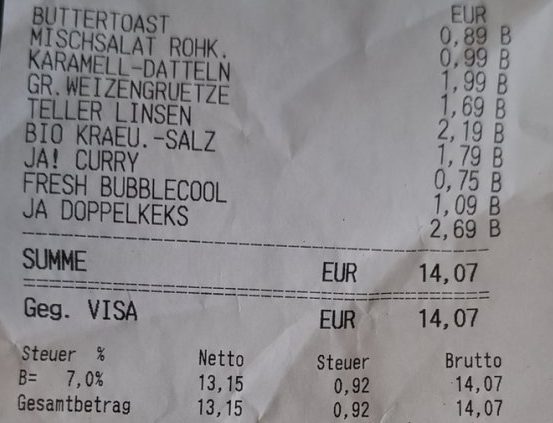 EUR
BUTTERTOAST 0,89 B
MISCHSALAT ROHK. 0,99 B
KARAMELL-DATTELN 1,99 B
GR.WEIZENGRUETZE 1,69 B
TELLER LINSEN 2,19 B
BIO KRAEU.-SALZ 1,79 B
JA! CURRY 0,75 B
FRESH BUBBLECOOL 1,09 B
JA DOPPELKEKS 2,69 B
SUMME EUR 14,07
Geg. VISA EUR 14,07
Steuer % Netto Steuer Brutto
B= 7,0% 13,15 0,92 14,07
Gesamtbetrag 13,15 0,92 14,07